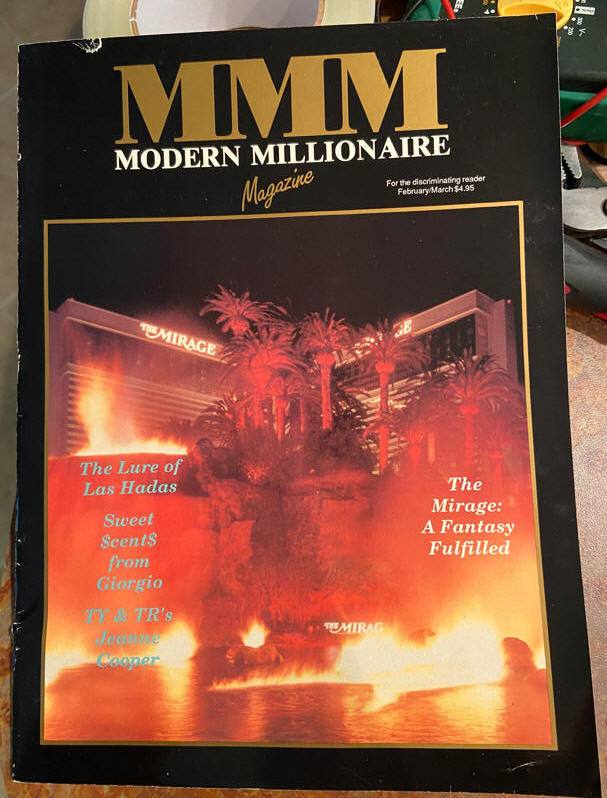 MMM
MODERN MILLIONAIRE
Magazine
For the discriminating reader
February/March $4.95
THE MIRAGE
The Lure of
Las Hadas
Sweet
$cent$
from
Giorgio
TY & TR's
Jeanne
Cooper
The
Mirage:
A Fantasy
Fulfilled
THE MIRAG